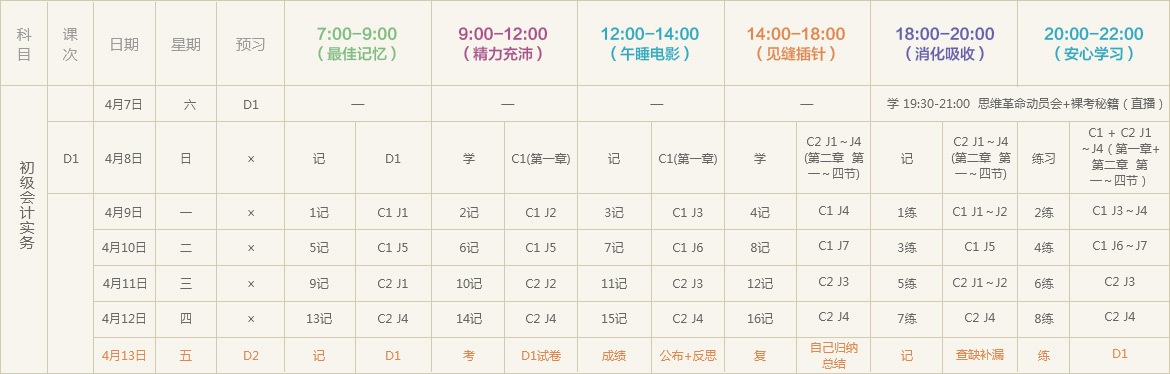 科目 课次 日期 星期 预习 7:00-9:00 (最佳记忆) 9:00-12:00 (精力充沛) 12:00-14:00 (午睡电影) 14:00-18:00 (见缝插针) 18:00-20:00 (消化吸收) 20:00-22:00 (安心学习)
初级会计实务
4月7日 六 D1 — — — — 学 19:30-21:00 思维革命动员会+裸考秘籍(直播)
D1 4月8日 日 × 记 D1 学 C1(第一章) 记 C1(第一章) 学 C2 J1~J4 (第二章 第一~四节) 记 C2 J1~J4 (第二章 第一~四节) 练习 C1 + C2 J1~J4(第一章+第二章 第一~四节)
4月9日 一 × 1记 C1 J1 2记 C1 J2 3记 C1 J3 4记 C1 J4 1练 C1 J1~J2 2练 C1 J3~J4
4月10日 二 × 5记 C1 J5 6记 C1 J5 7记 C1 J6 8记 C1 J7 3练 C1 J5 4练 C1 J6~J7
4月11日 三 × 9记 C2 J1 10记 C2 J2 11记 C2 J3 12记 C2 J3 5练 C2 J1~J2 6练 C2 J3
4月12日 四 × 13记 C2 J4 14记 C2 J4 15记 C2 J4 16记 C2 J4 7练 C2 J4 8练 C2 J4
4月13日 五 D2 记 D1 考 D1试卷 成绩 公布+反思 复 自己归纳总结 记 查缺补漏 练 D1